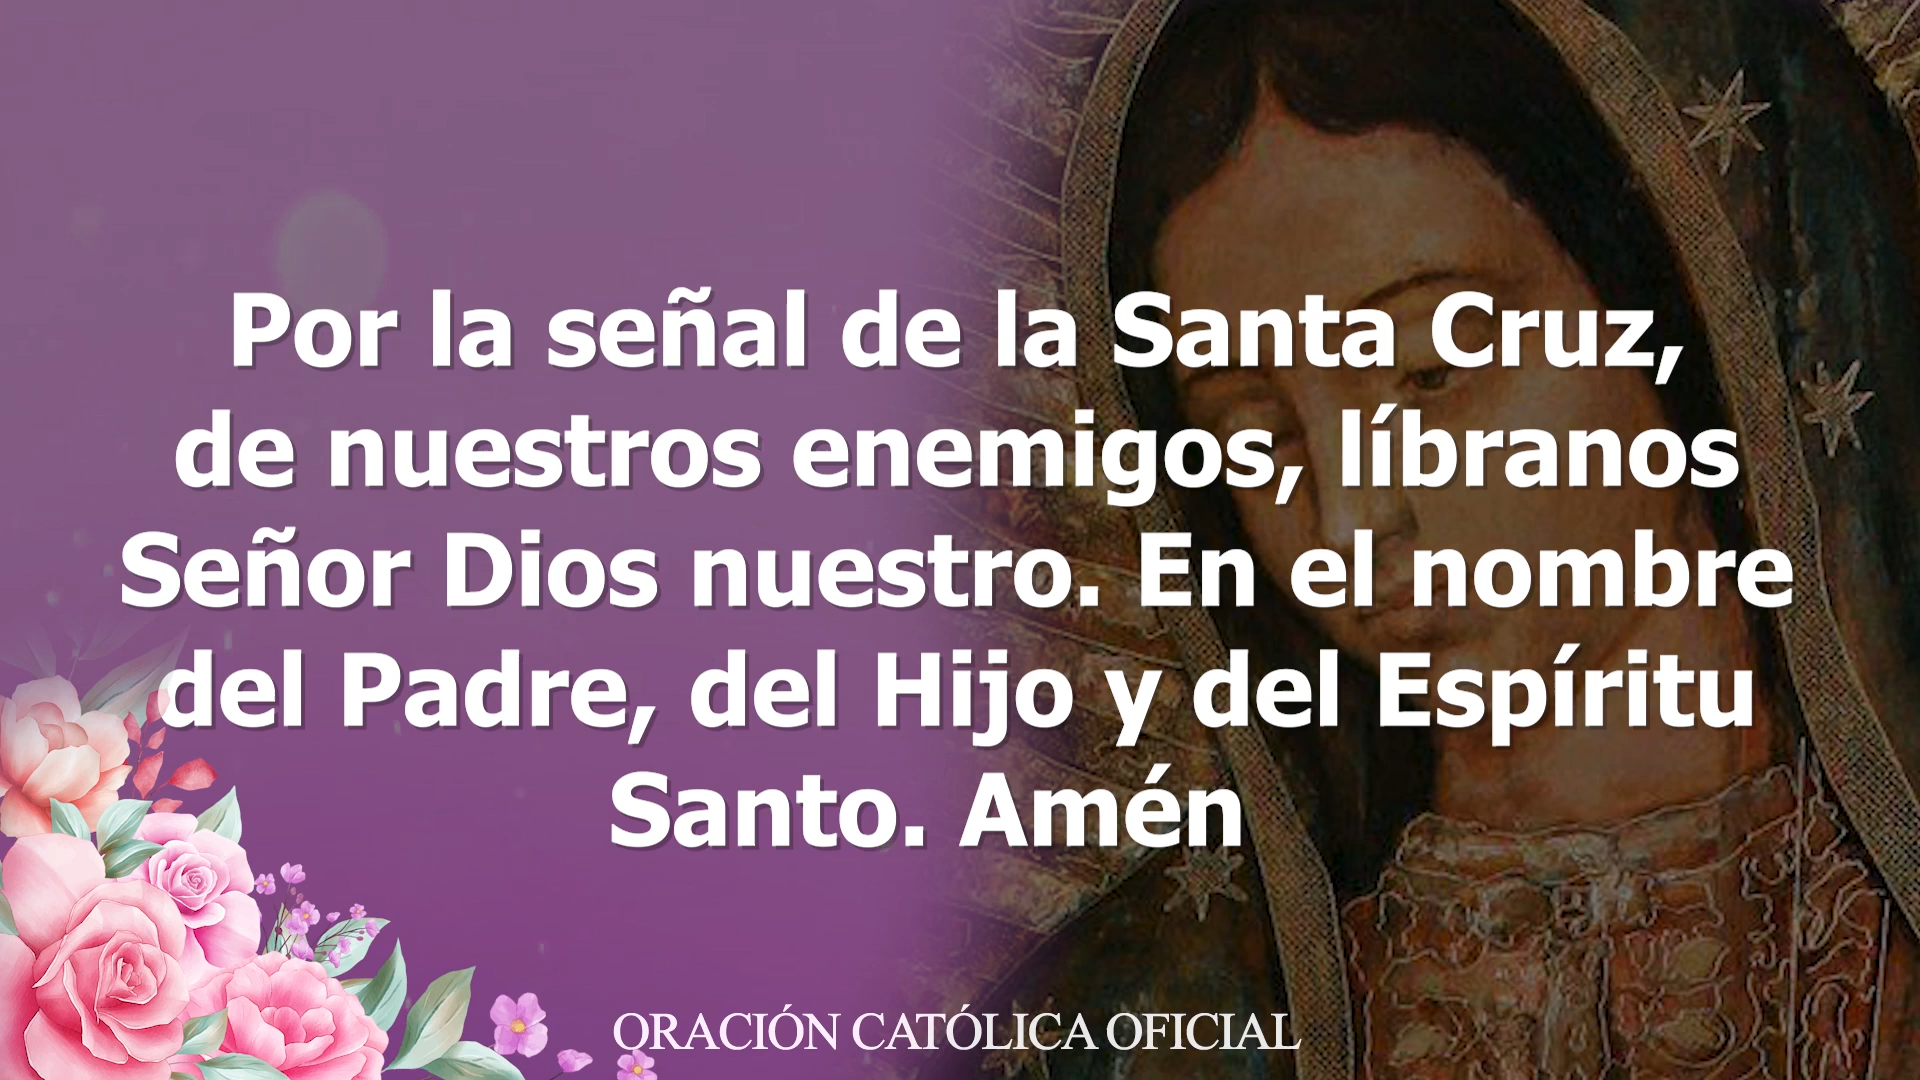 Por la señal de la Santa Cruz,
de nuestros enemigos, líbranos
Señor Dios nuestro. En el nombre
del Padre, del Hijo y del Espíritu
Santo. Amén
ORACIÓN CATÓLICA OFICIAL